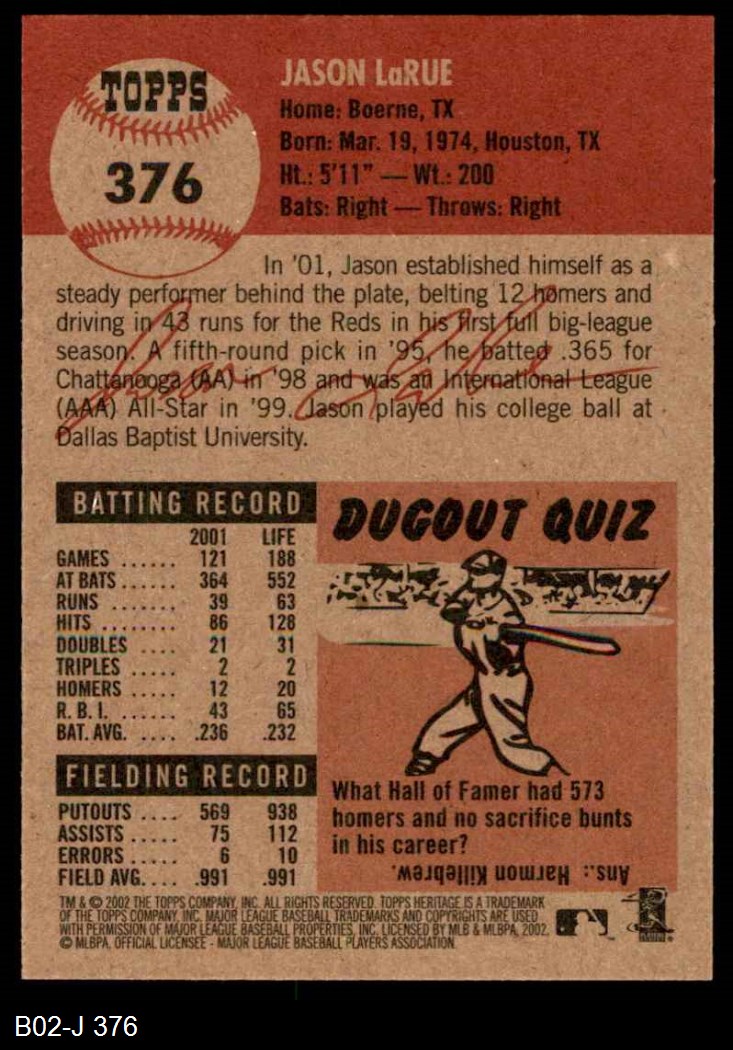 TOPPS
376
JASON LaRUE
Home: Boerne, TX
Born: Mar. 19, 1974, Houston, TX
Ht.: 5'11" — Wt.: 200
Bats: Right — Throws: Right
In '01, Jason established himself as a
steady performer behind the plate, belting 12 homers and
driving in 43 runs for the Reds in his first full big-league
season. A fifth-round pick in '95, he batted .365 for
Chattanooga (AA) in '98 and was an International League
(AAA) All-Star in '99. Jason played his college ball at
Dallas Baptist University.
BATTING RECORD
2001 LIFE
GAMES ...... 121 188
AT BATS ..... 364 552
RUNS ....... 39 63
HITS ........ 86 128
DOUBLES .... 21 31
TRIPLES ..... 2 2
HOMERS .... 12 20
R. B. I. ...... 43 65
BAT. AVG. .... .236 .232
FIELDING RECORD
PUTOUTS .... 569 938
ASSISTS ..... 75 112
ERRORS ..... 6 10
FIELD AVG. ... .991 .991
DUGOUT QUIZ
What Hall of Famer had 573
homers and no sacrifice bunts
in his career?
Ans.: Harmon Killebrew.
TM & © 2002 THE TOPPS COMPANY, INC. ALL RIGHTS RESERVED. TOPPS HERITAGE IS A TRADEMARK
OF THE TOPPS COMPANY, INC. MAJOR LEAGUE BASEBALL TRADEMARKS AND COPYRIGHTS ARE USED
WITH PERMISSION OF MAJOR LEAGUE BASEBALL PROPERTIES, INC. LICENSED BY MLB & MLBPA, 2002.
© MLBPA. OFFICIAL LICENSEE - MAJOR LEAGUE BASEBALL PLAYERS ASSOCIATION.
B02-J 376